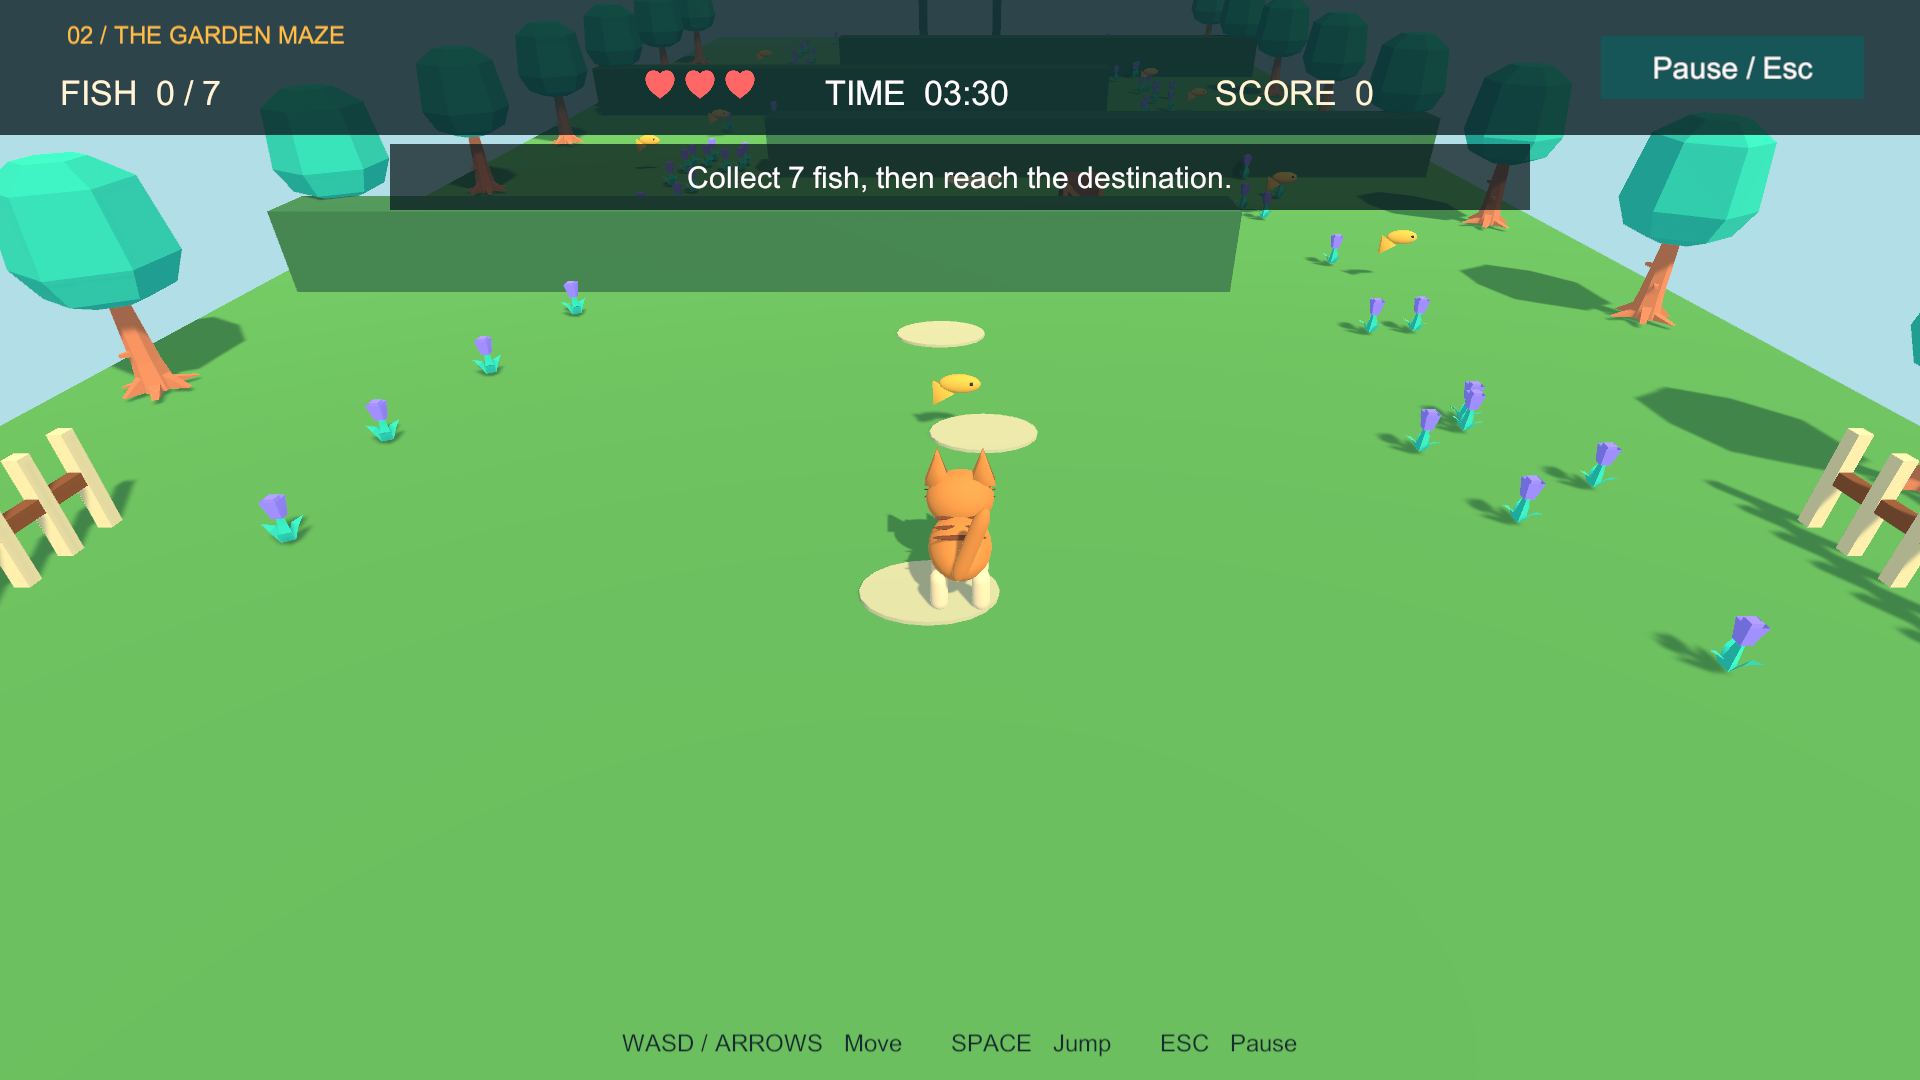 02 / THE GARDEN MAZE
FISH 0 / 7
TIME 03:30
SCORE 0
Pause / Esc
Collect 7 fish, then reach the destination.
WASD / ARROWS Move SPACE Jump ESC Pause